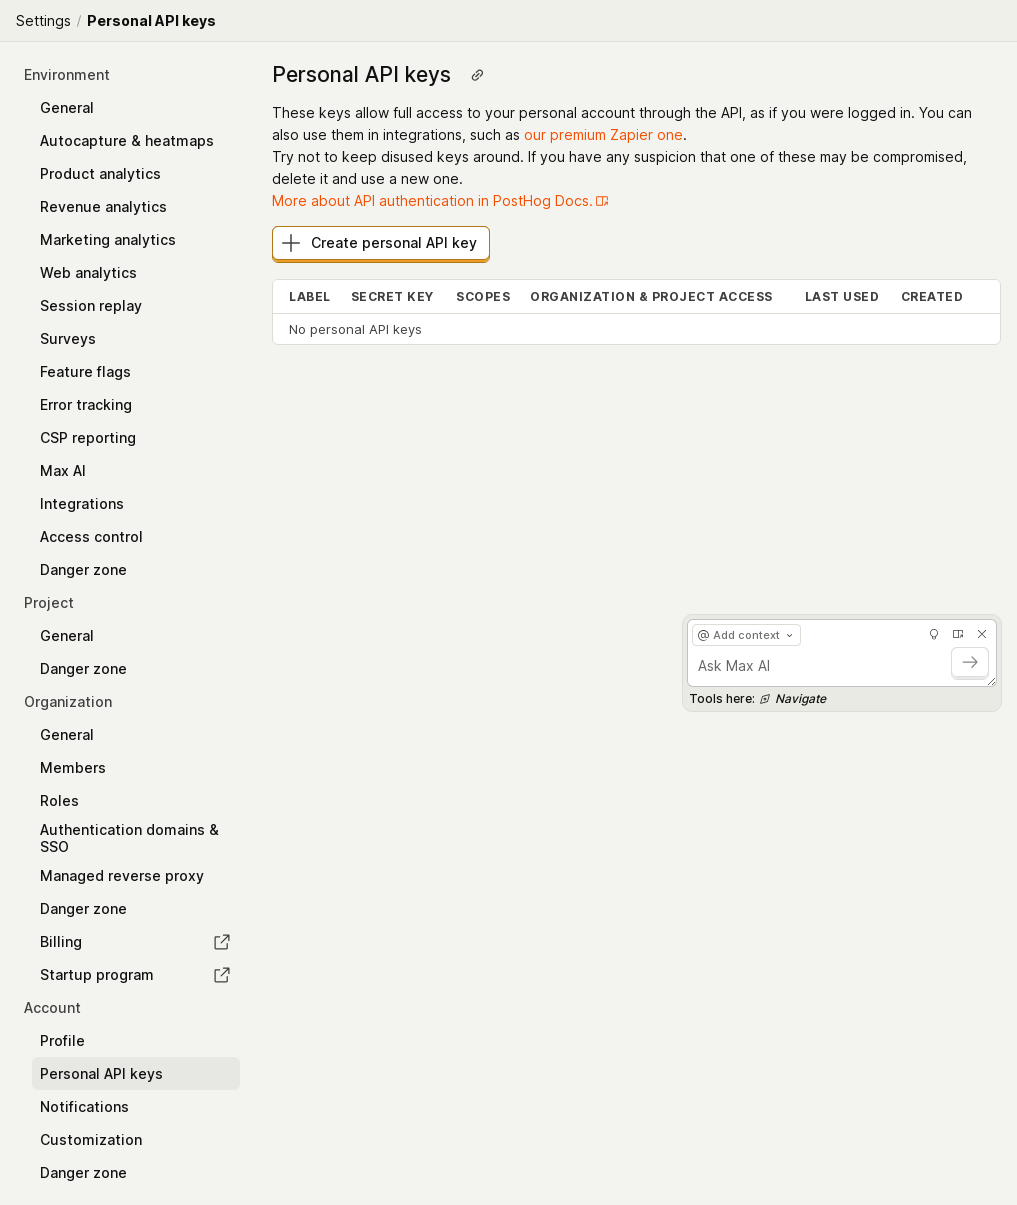 Settings / Personal API keys
Environment
General
Autocapture & heatmaps
Product analytics
Revenue analytics
Marketing analytics
Web analytics
Session replay
Surveys
Feature flags
Error tracking
CSP reporting
Max AI
Integrations
Access control
Danger zone
Project
General
Danger zone
Organization
General
Members
Roles
Authentication domains &
SSO
Managed reverse proxy
Danger zone
Billing
Startup program
Account
Profile
Personal API keys
Notifications
Customization
Danger zone
Personal API keys
These keys allow full access to your personal account through the API, as if you were logged in. You can
also use them in integrations, such as our premium Zapier one.
Try not to keep disused keys around. If you have any suspicion that one of these may be compromised,
delete it and use a new one.
More about API authentication in PostHog Docs.
Create personal API key
LABEL SECRET KEY SCOPES ORGANIZATION & PROJECT ACCESS LAST USED CREATED
No personal API keys
@ Add context
Ask Max AI
Tools here: Navigate